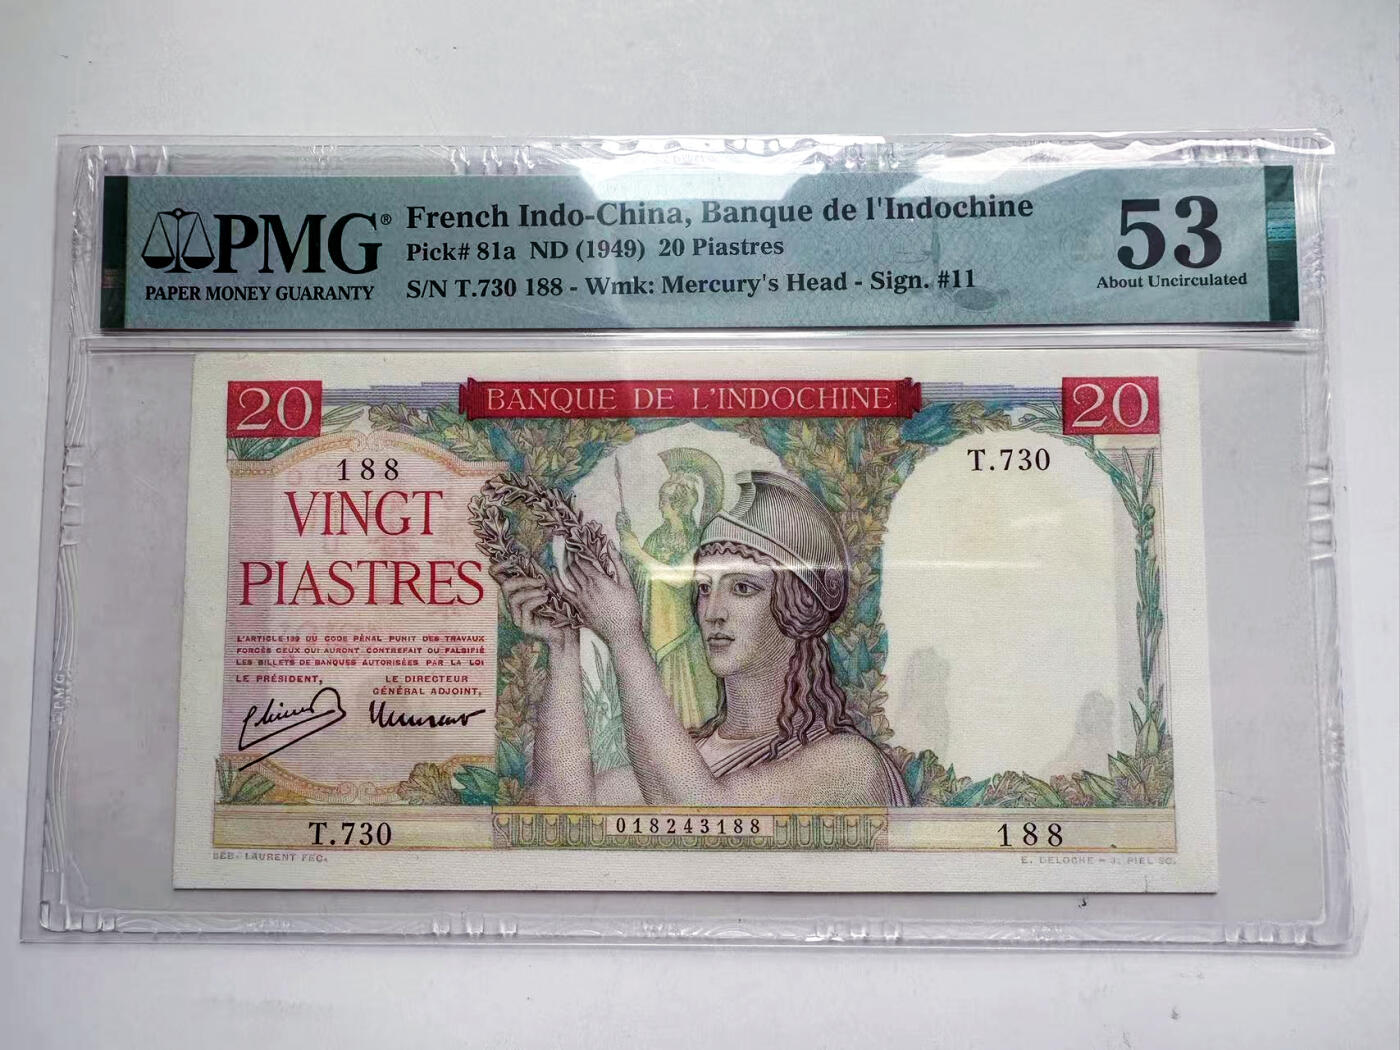 PMG®
PAPER MONEY GUARANTY
French Indo-China, Banque de l'Indochine
Pick# 81a ND (1949) 20 Piastres
S/N T.730 188 - Wmk: Mercury's Head - Sign. #11
53
About Uncirculated
20
BANQUE DE L'INDOCHINE
20
188
T.730
VINGT
PIASTRES
L'ARTICLE 139 DU CODE PÉNAL PUNIT DES TRAVAUX
FORCÉS CEUX QUI AURONT CONTREFAIT OU FALSIFIÉ
LES BILLETS DE BANQUES AUTORISÉES PAR LA LOI
LE PRÉSIDENT,
LE DIRECTEUR
GÉNÉRAL ADJOINT,
T.730
018243188
188
SÉB. LAURENT FEC.
E. DELOCHE - J. PIEL SC.
PMG